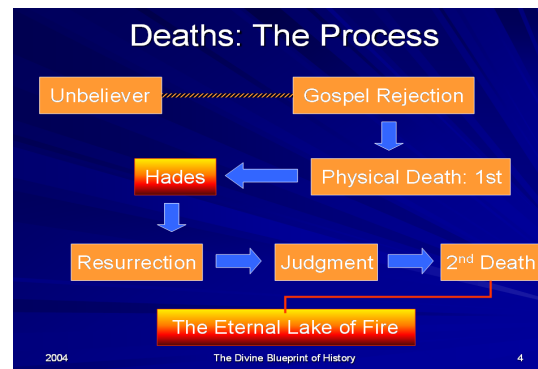 Deaths: The Process
Unbeliever
Gospel Rejection
Hades
Physical Death: 1st
Resurrection
Judgment
2nd Death
The Eternal Lake of Fire
2004
The Divine Blueprint of History
4